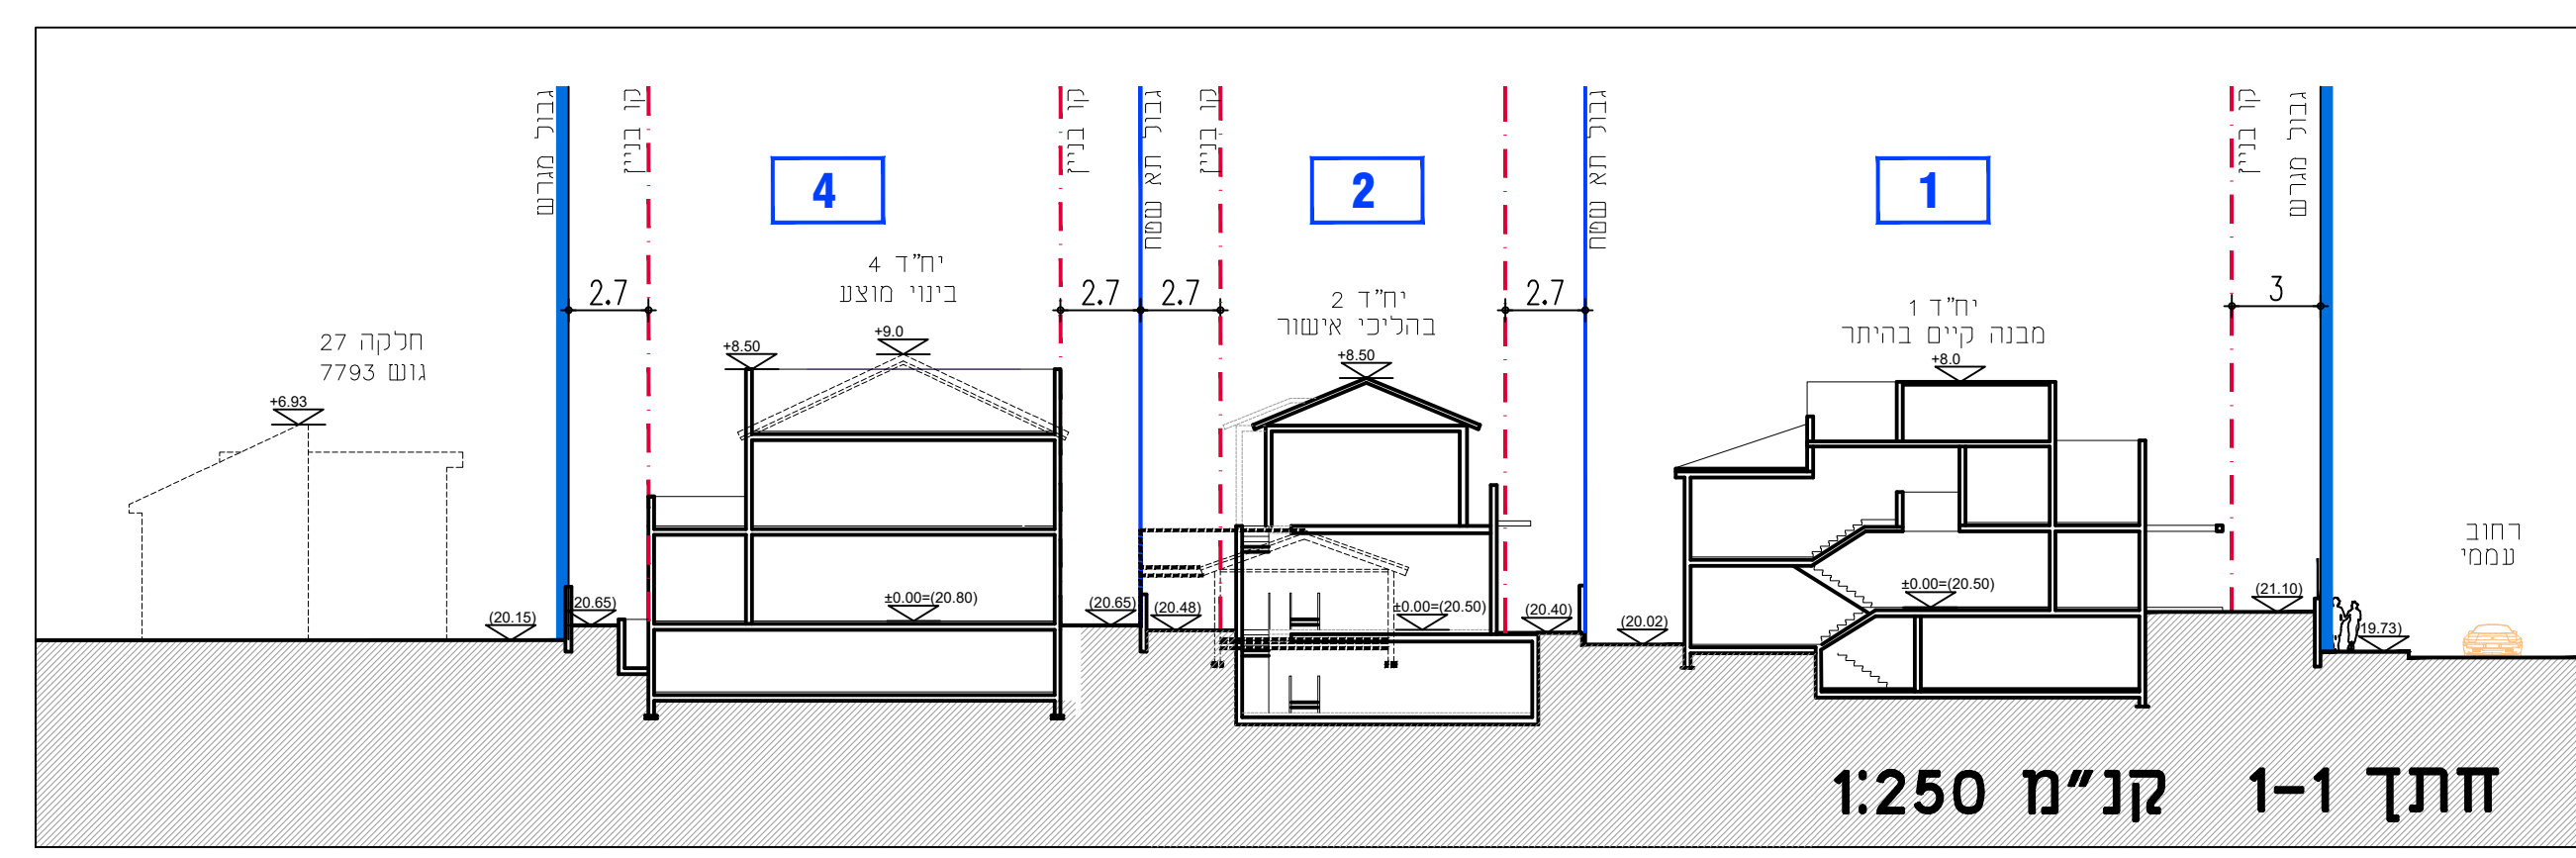 גבול מגרש
קו בניין
קו בניין
גבול תא שטח
קו בניין
גבול תא שטח
קו בניין
גבול מגרש
4
2
1
יח"ד 4
בינוי מוצע
יח"ד 2
בהליכי אישור
יח"ד 1
מבנה קיים בהיתר
2.7
2.7
2.7
2.7
3
חלקה 27
גוש 7793
+6.93
+8.50
+9.0
+8.50
+8.0
רחוב
עממי
(20.15)
(20.65)
±0.00=(20.80)
(20.65)
(20.48)
±0.00=(20.50)
(20.40)
(20.02)
±0.00=(20.50)
(21.10)
(19.73)
חתך 1-1 קנ"מ 1:250